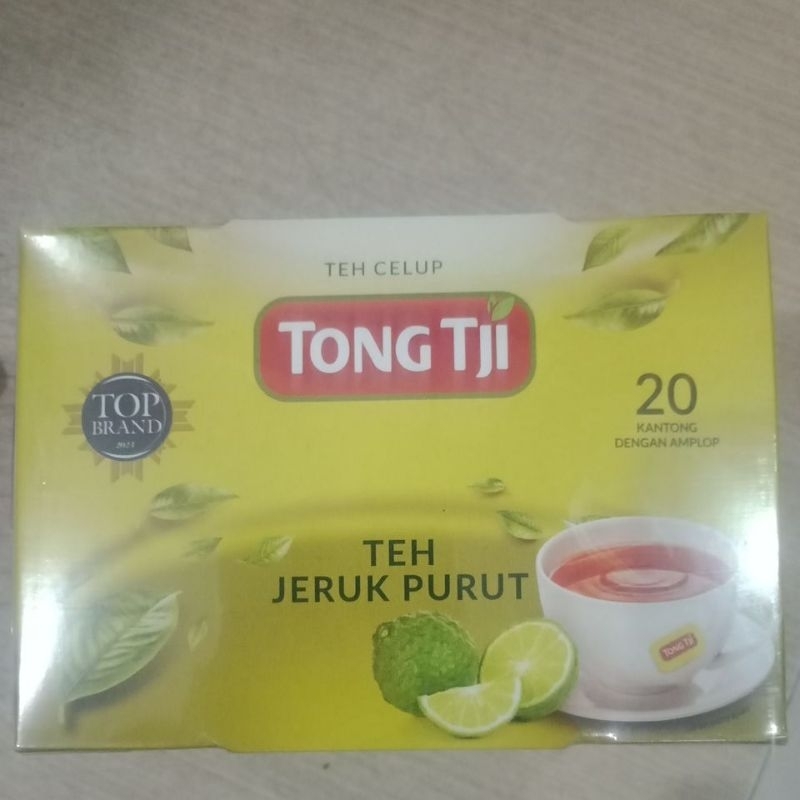 TEH CELUP
TONG TJI
TOP
BRAND
20
KANTONG
DENGAN AMPLOP
TEH
JERUK PURUT
TONG TJI